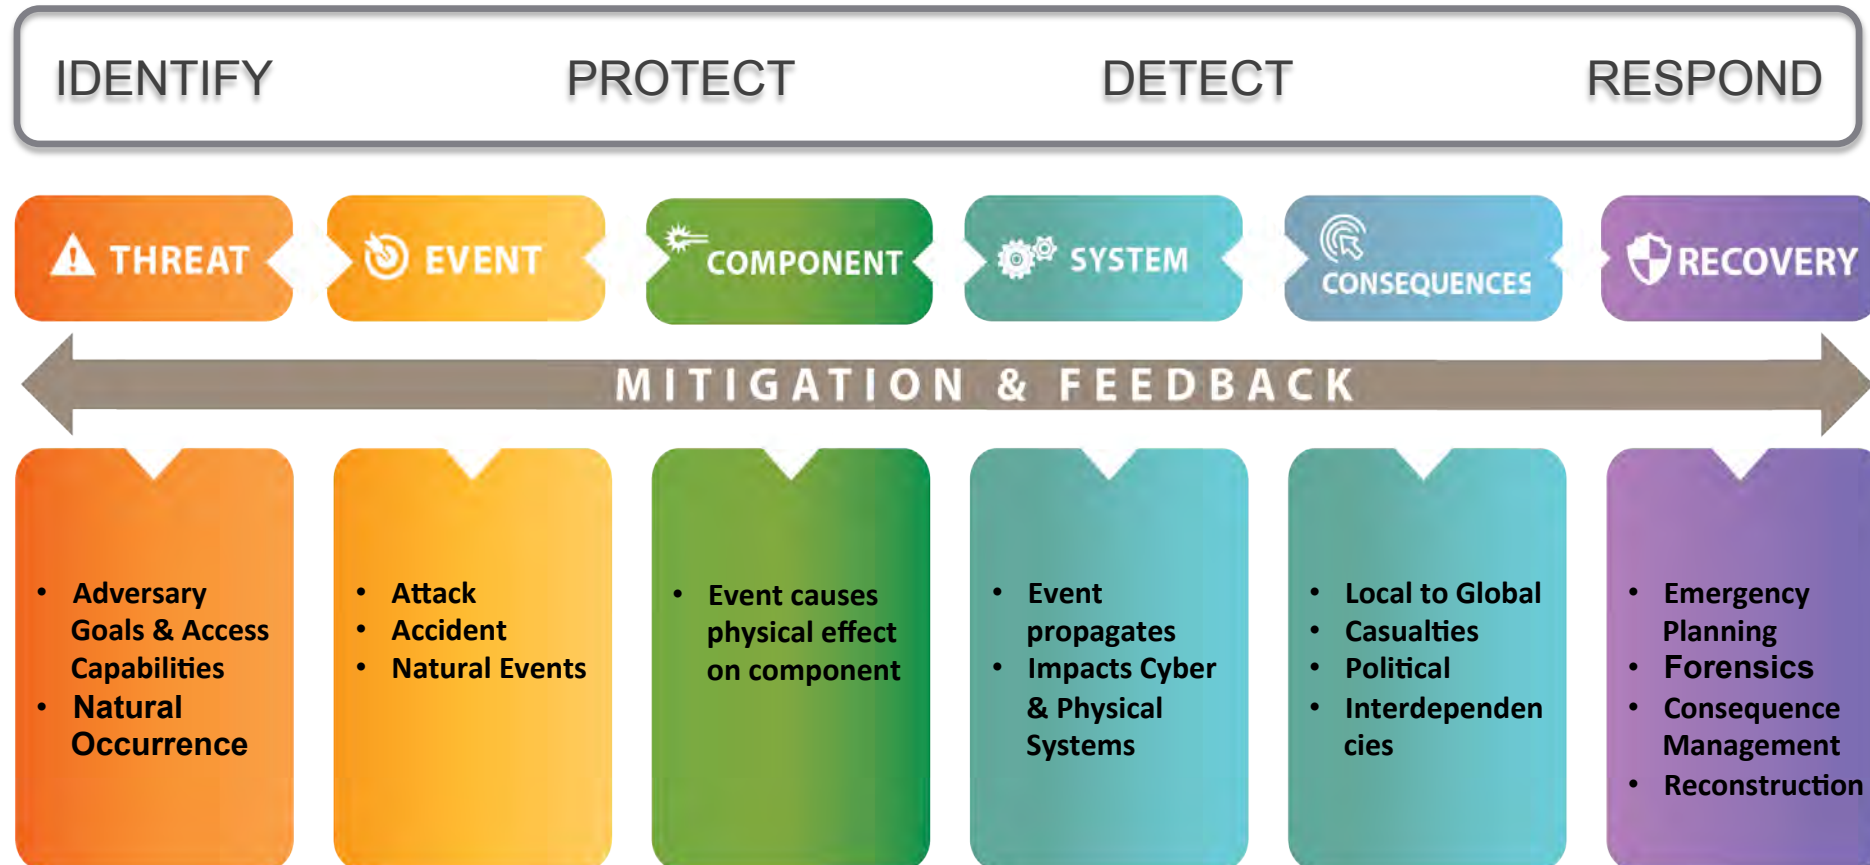 IDENTIFY PROTECT DETECT RESPOND
THREAT
EVENT
COMPONENT
SYSTEM
CONSEQUENCES
RECOVERY
MITIGATION & FEEDBACK
• Adversary
Goals & Access
Capabilities
• Natural
Occurrence
• Attack
• Accident
• Natural Events
• Event causes
physical effect
on component
• Event
propagates
• Impacts Cyber
& Physical
Systems
• Local to Global
• Casualties
• Political
• Interdependen
cies
• Emergency
Planning
• Forensics
• Consequence
Management
• Reconstruction